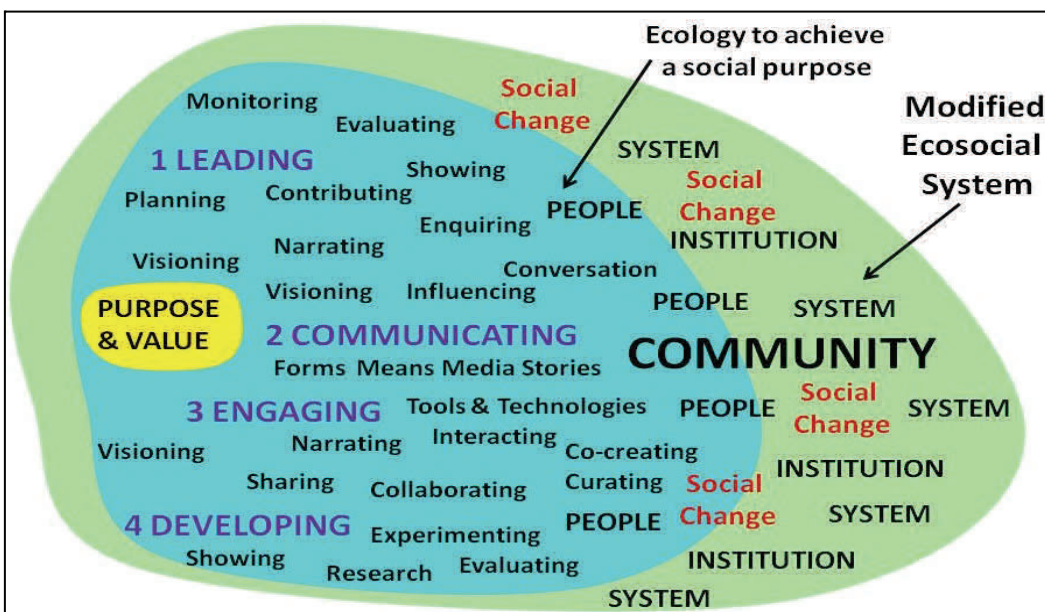 Ecology to achieve
a social purpose
Modified
Ecosocial
System
Monitoring
Evaluating
Social
Change
SYSTEM
1 LEADING
Showing
Planning
Contributing
PEOPLE
Social
Change
Enquiring
INSTITUTION
Narrating
Visioning
Conversation
Visioning
Influencing
PEOPLE
SYSTEM
PURPOSE
& VALUE
2 COMMUNICATING
COMMUNITY
Forms Means Media Stories
3 ENGAGING
Tools & Technologies
PEOPLE
Social
Change
SYSTEM
Visioning
Narrating
Interacting
Co-creating
INSTITUTION
Sharing
Collaborating
Curating
Social
Change
4 DEVELOPING
Experimenting
PEOPLE
SYSTEM
Showing
Research
Evaluating
INSTITUTION
SYSTEM